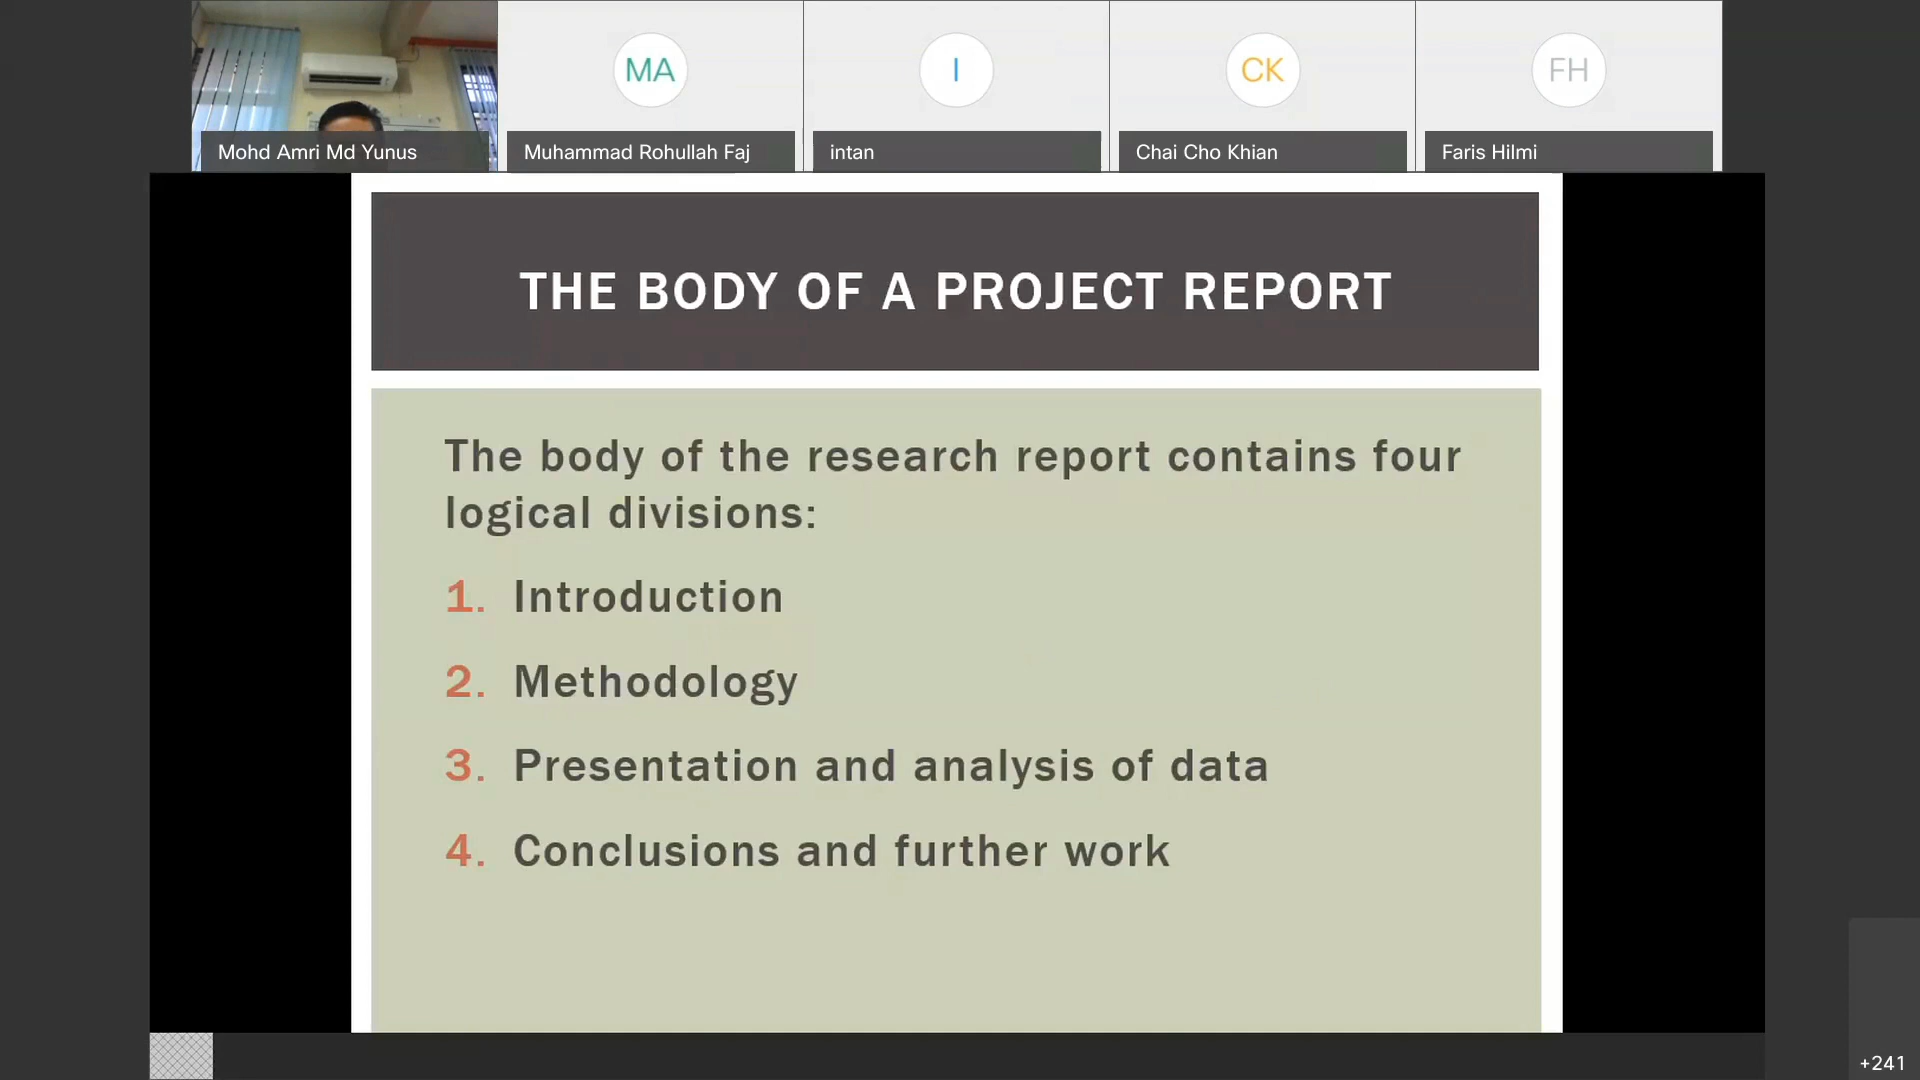 MA
I
CK
FH
Mohd Amri Md Yunus
Muhammad Rohullah Faj
intan
Chai Cho Khian
Faris Hilmi
THE BODY OF A PROJECT REPORT
The body of the research report contains four
logical divisions:
1. Introduction
2. Methodology
3. Presentation and analysis of data
4. Conclusions and further work
+241